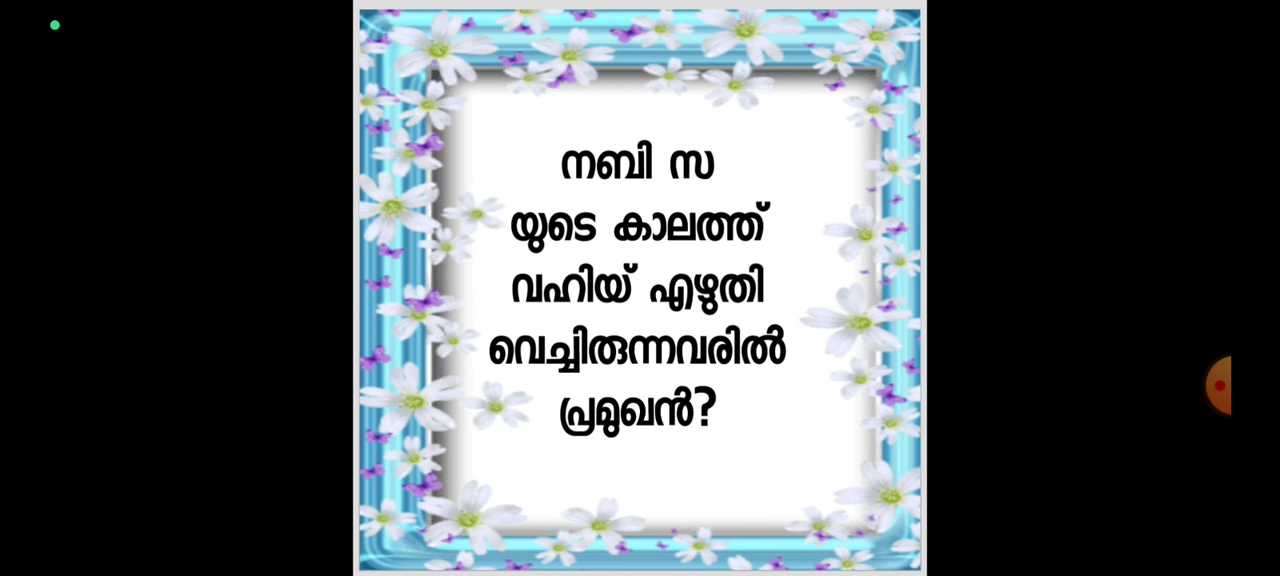 നബി സ
യുടെ കാലത്ത്
വഹിയ് എഴുതി
വെച്ചിരുന്നവരിൽ
പ്രമുഖൻ?